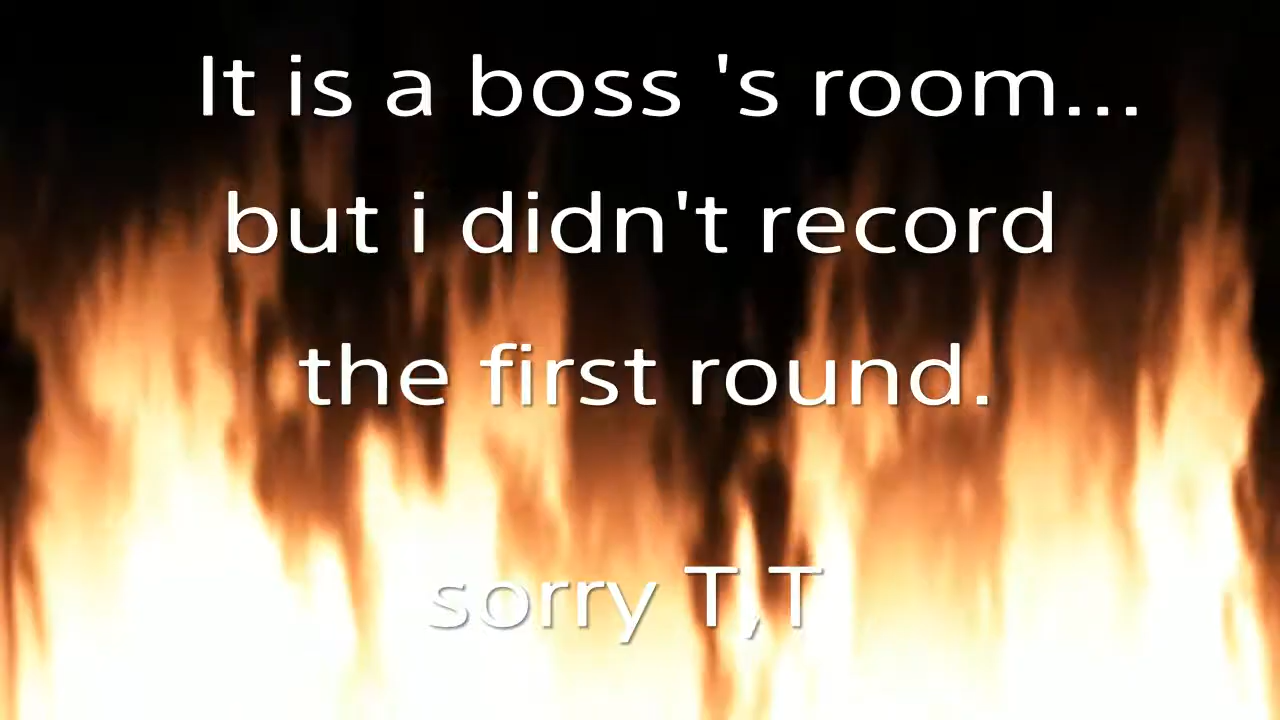 It is a boss 's room...
but i didn't record
the first round.
sorry T,T